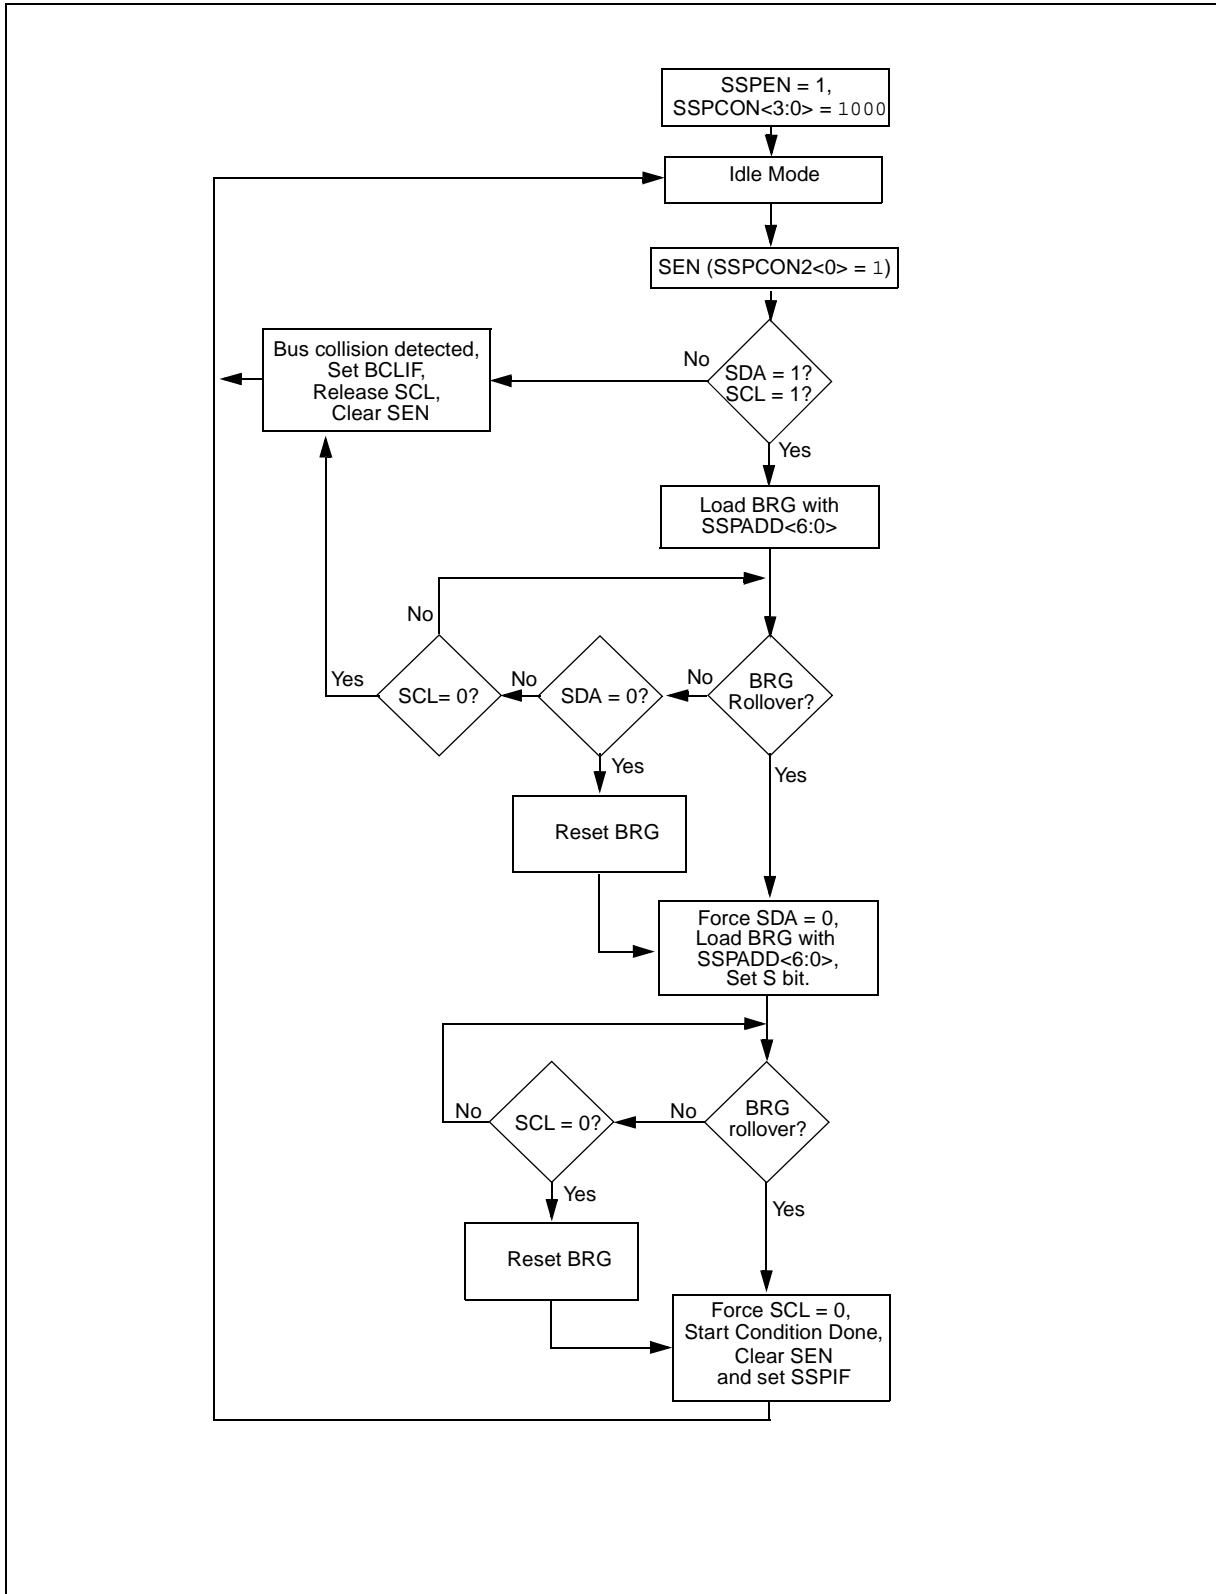 SSPEN = 1,
SSPCON<3:0> = 1000
Idle Mode
SEN (SSPCON2<0> = 1)
Bus collision detected,
Set BCLIF,
Release SCL,
Clear SEN
No
SDA = 1?
SCL = 1?
Yes
Load BRG with
SSPADD<6:0>
No
Yes
SCL= 0?
No
SDA = 0?
No
BRG
Rollover?
Yes
Yes
Reset BRG
Force SDA = 0,
Load BRG with
SSPADD<6:0>,
Set S bit.
No
SCL = 0?
No
BRG
rollover?
Yes
Yes
Reset BRG
Force SCL = 0,
Start Condition Done,
Clear SEN
and set SSPIF